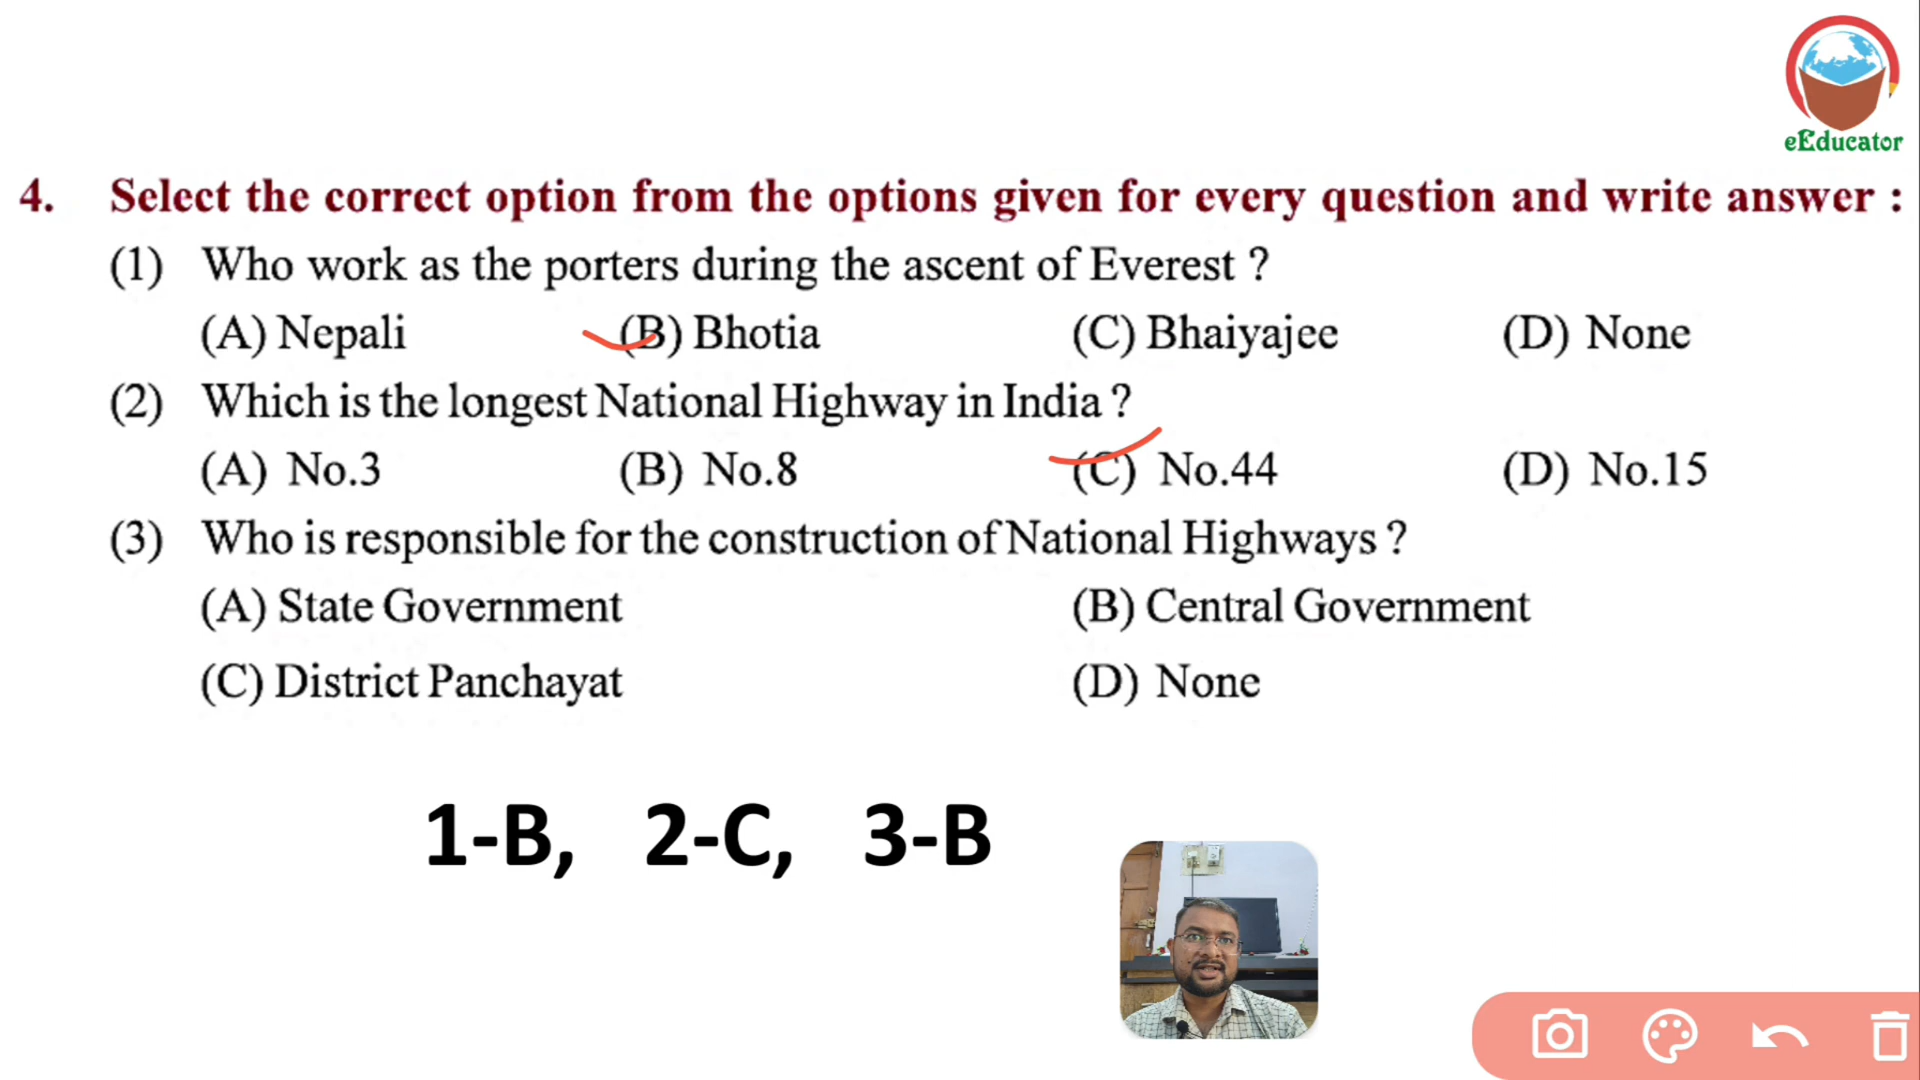 eEducator
4. Select the correct option from the options given for every question and write answer :
(1) Who work as the porters during the ascent of Everest ?
(A) Nepali (B) Bhotia (C) Bhaiyajee (D) None
(2) Which is the longest National Highway in India ?
(A) No.3 (B) No.8 (C) No.44 (D) No.15
(3) Who is responsible for the construction of National Highways ?
(A) State Government (B) Central Government
(C) District Panchayat (D) None
1-B, 2-C, 3-B